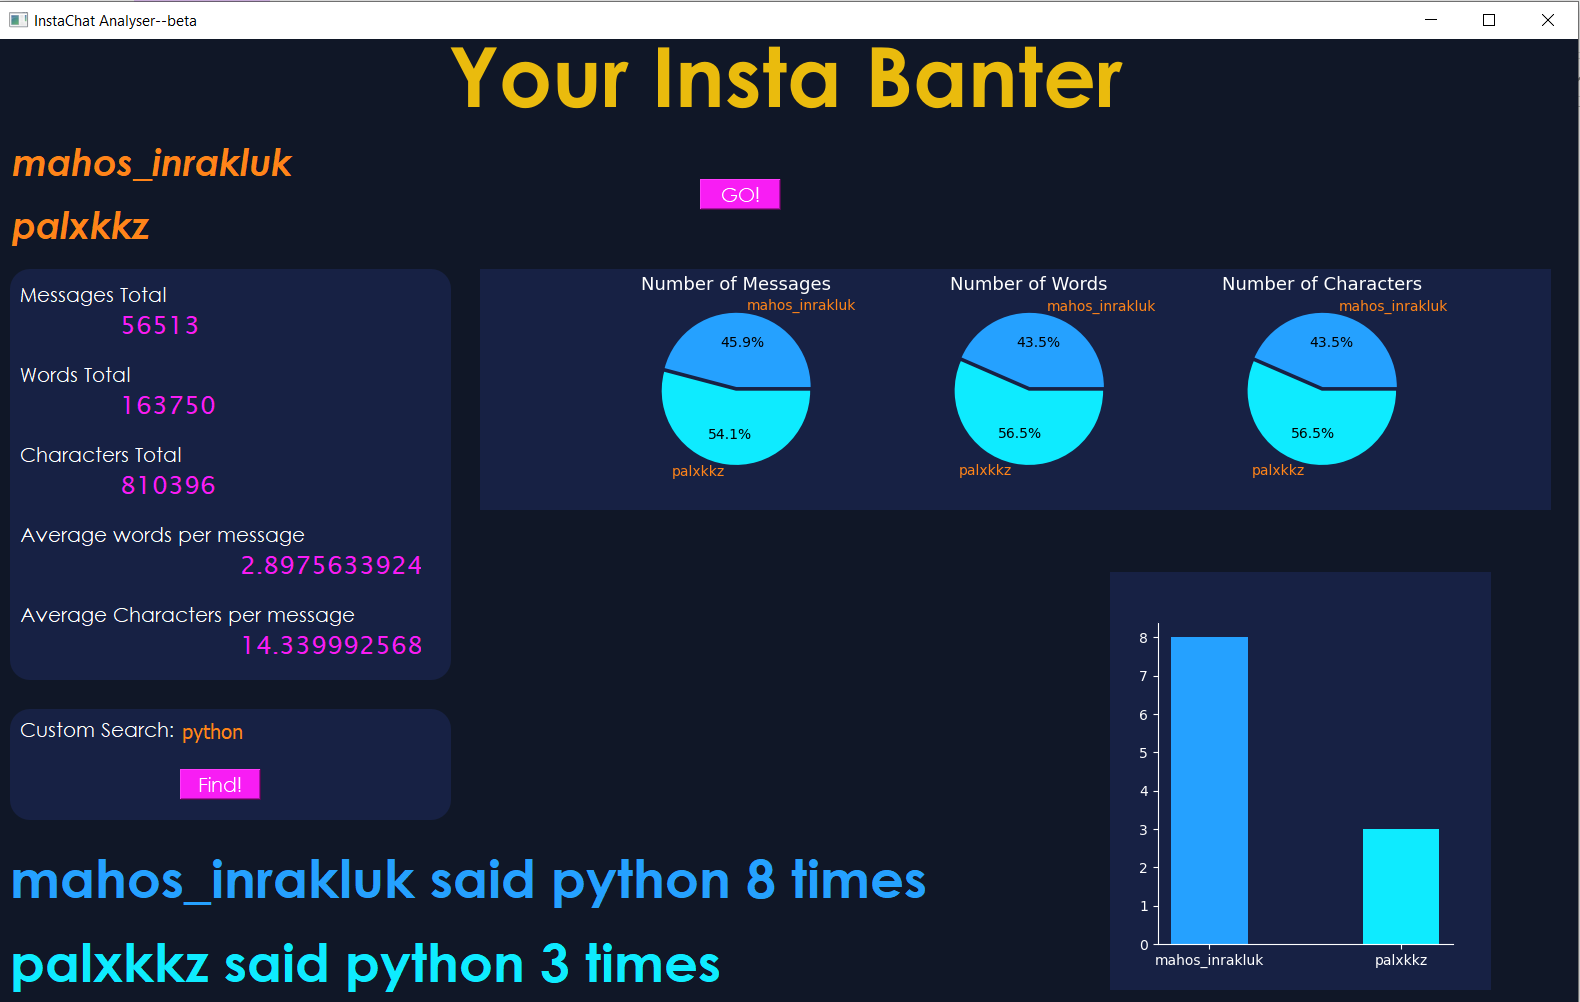 InstaChat Analyser--beta
Your Insta Banter
mahos_inrakluk
palxkkz
GO!
Messages Total
56513
Words Total
163750
Characters Total
810396
Average words per message
2.8975633924
Average Characters per message
14.339992568
Number of Messages
mahos_inrakluk
45.9%
54.1%
palxkkz
Number of Words
mahos_inrakluk
43.5%
56.5%
palxkkz
Number of Characters
mahos_inrakluk
43.5%
56.5%
palxkkz
Custom Search: python
Find!
mahos_inrakluk said python 8 times
palxkkz said python 3 times
8
7
6
5
4
3
2
1
0
mahos_inrakluk palxkkz